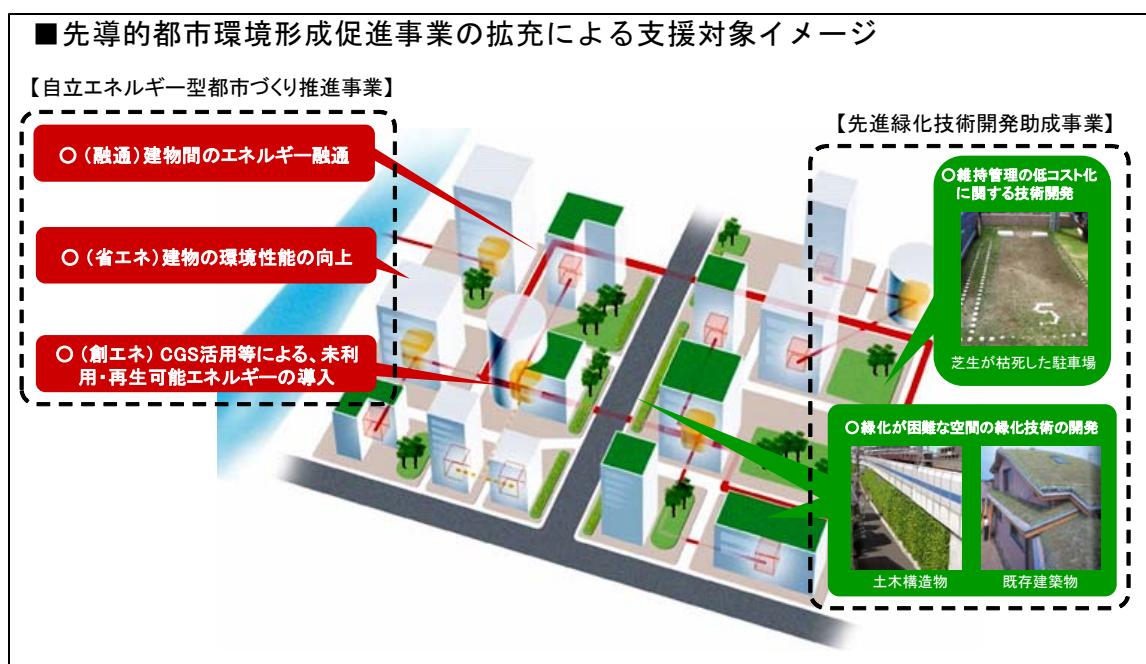 ■先導的都市環境形成促進事業の拡充による支援対象イメージ
【自立エネルギー型都市づくり推進事業】
○（融通）建物間のエネルギー融通
○（省エネ）建物の環境性能の向上
○（創エネ）CGS活用等による、未利
用・再生可能エネルギーの導入
【先進緑化技術開発助成事業】
○維持管理の低コスト化
に関する技術開発
5
芝生が枯死した駐車場
○緑化が困難な空間の緑化技術の開発
土木構造物
既存建築物